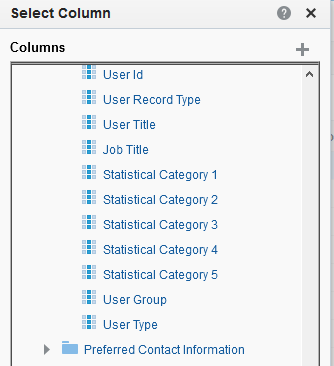 Select Column
Columns
User Id
User Record Type
User Title
Job Title
Statistical Category 1
Statistical Category 2
Statistical Category 3
Statistical Category 4
Statistical Category 5
User Group
User Type
Preferred Contact Information